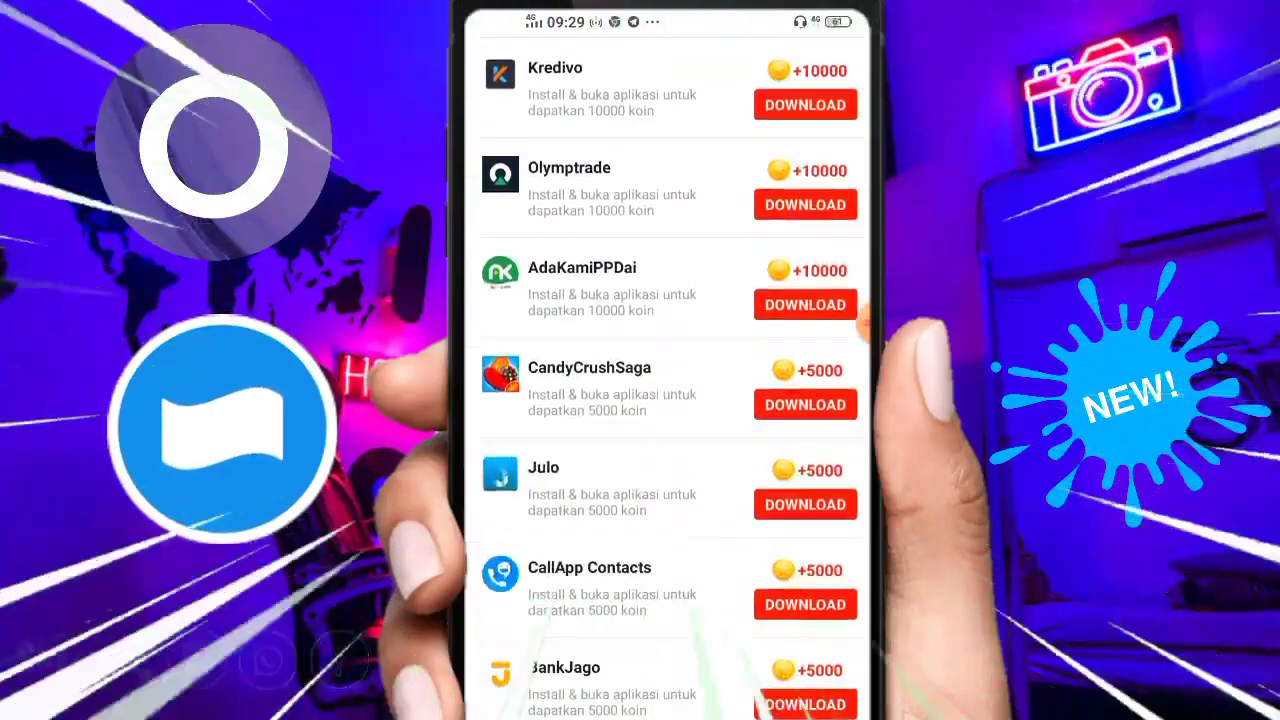 4G 09:29 ... 4G 61
Kredivo
+10000
Install & buka aplikasi untuk
dapatkan 10000 koin
DOWNLOAD
Olymptrade
+10000
Install & buka aplikasi untuk
dapatkan 10000 koin
DOWNLOAD
AdaKamiPPDai
+10000
Install & buka aplikasi untuk
dapatkan 10000 koin
DOWNLOAD
CandyCrushSaga
+5000
Install & buka aplikasi untuk
dapatkan 5000 koin
DOWNLOAD
Julo
+5000
Install & buka aplikasi untuk
dapatkan 5000 koin
DOWNLOAD
CallApp Contacts
+5000
Install & buka aplikasi untuk
dapatkan 5000 koin
DOWNLOAD
BankJago
+5000
Install & buka aplikasi untuk
dapatkan 5000 koin
DOWNLOAD
NEW!